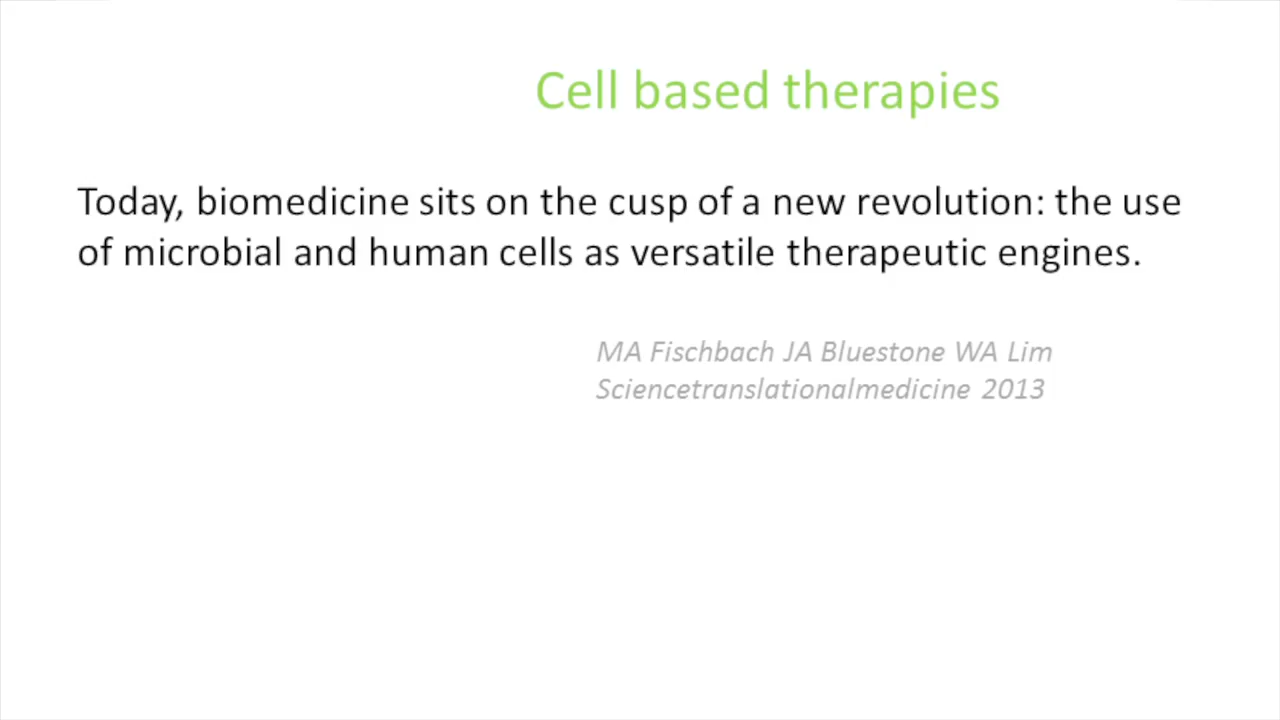 Cell based therapies
Today, biomedicine sits on the cusp of a new revolution: the use
of microbial and human cells as versatile therapeutic engines.
MA Fischbach JA Bluestone WA Lim
Sciencetranslationalmedicine 2013